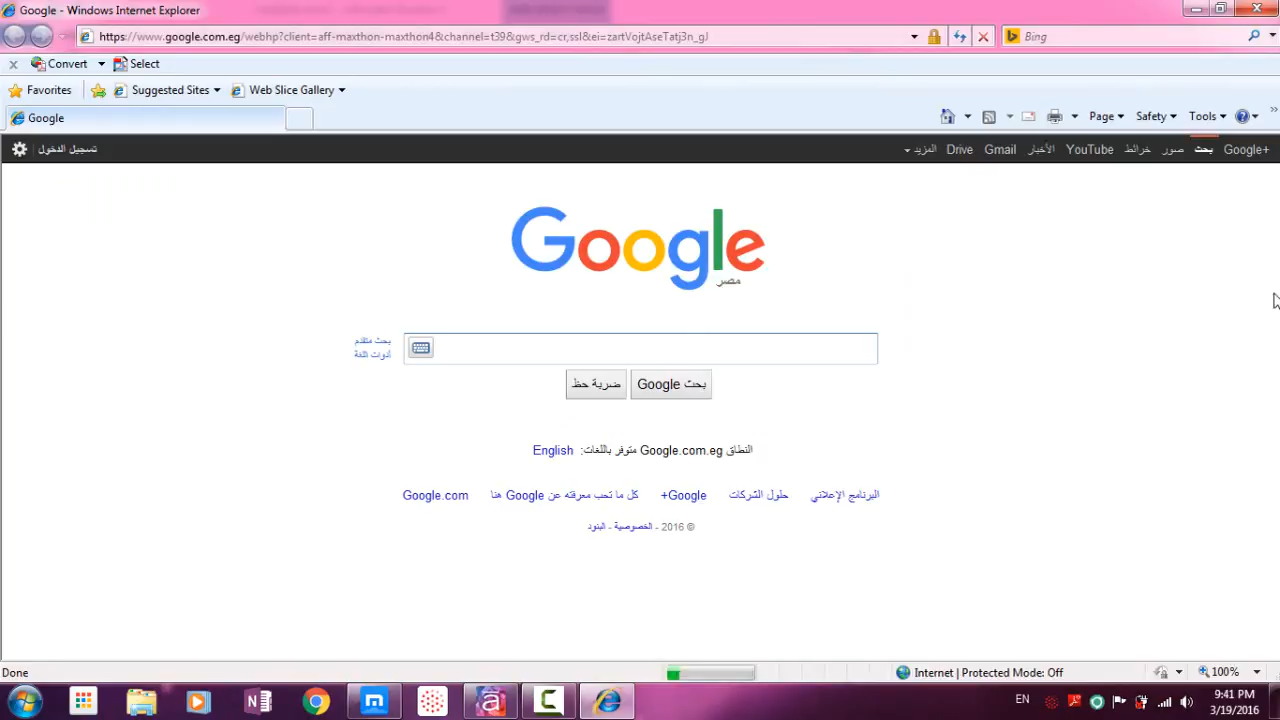 Google - Windows Internet Explorer
https://www.google.com.eg/webhp?client=aff-maxthon-maxthon4&channel=t39&gws_rd=cr,ssl&ei=zartVojtAseTatj3n_gJ
Bing
Convert Select
Favorites Suggested Sites Web Slice Gallery
Google
Page Safety Tools
Google+ بحث صور خرائط YouTube الأخبار Gmail Drive المزيد
تسجيل الدخول
Google
مصر
بحث متقدم
أدوات اللغة
بحث Google ضربة حظ
النطاق Google.com.eg متوفر باللغات: English
البرنامج الإعلاني حلول الشركات Google+ كل ما تحب معرفته عن Google هنا Google.com
© 2016 - الخصوصية - البنود
Done
Internet | Protected Mode: Off
100%
EN
9:41 PM
3/19/2016